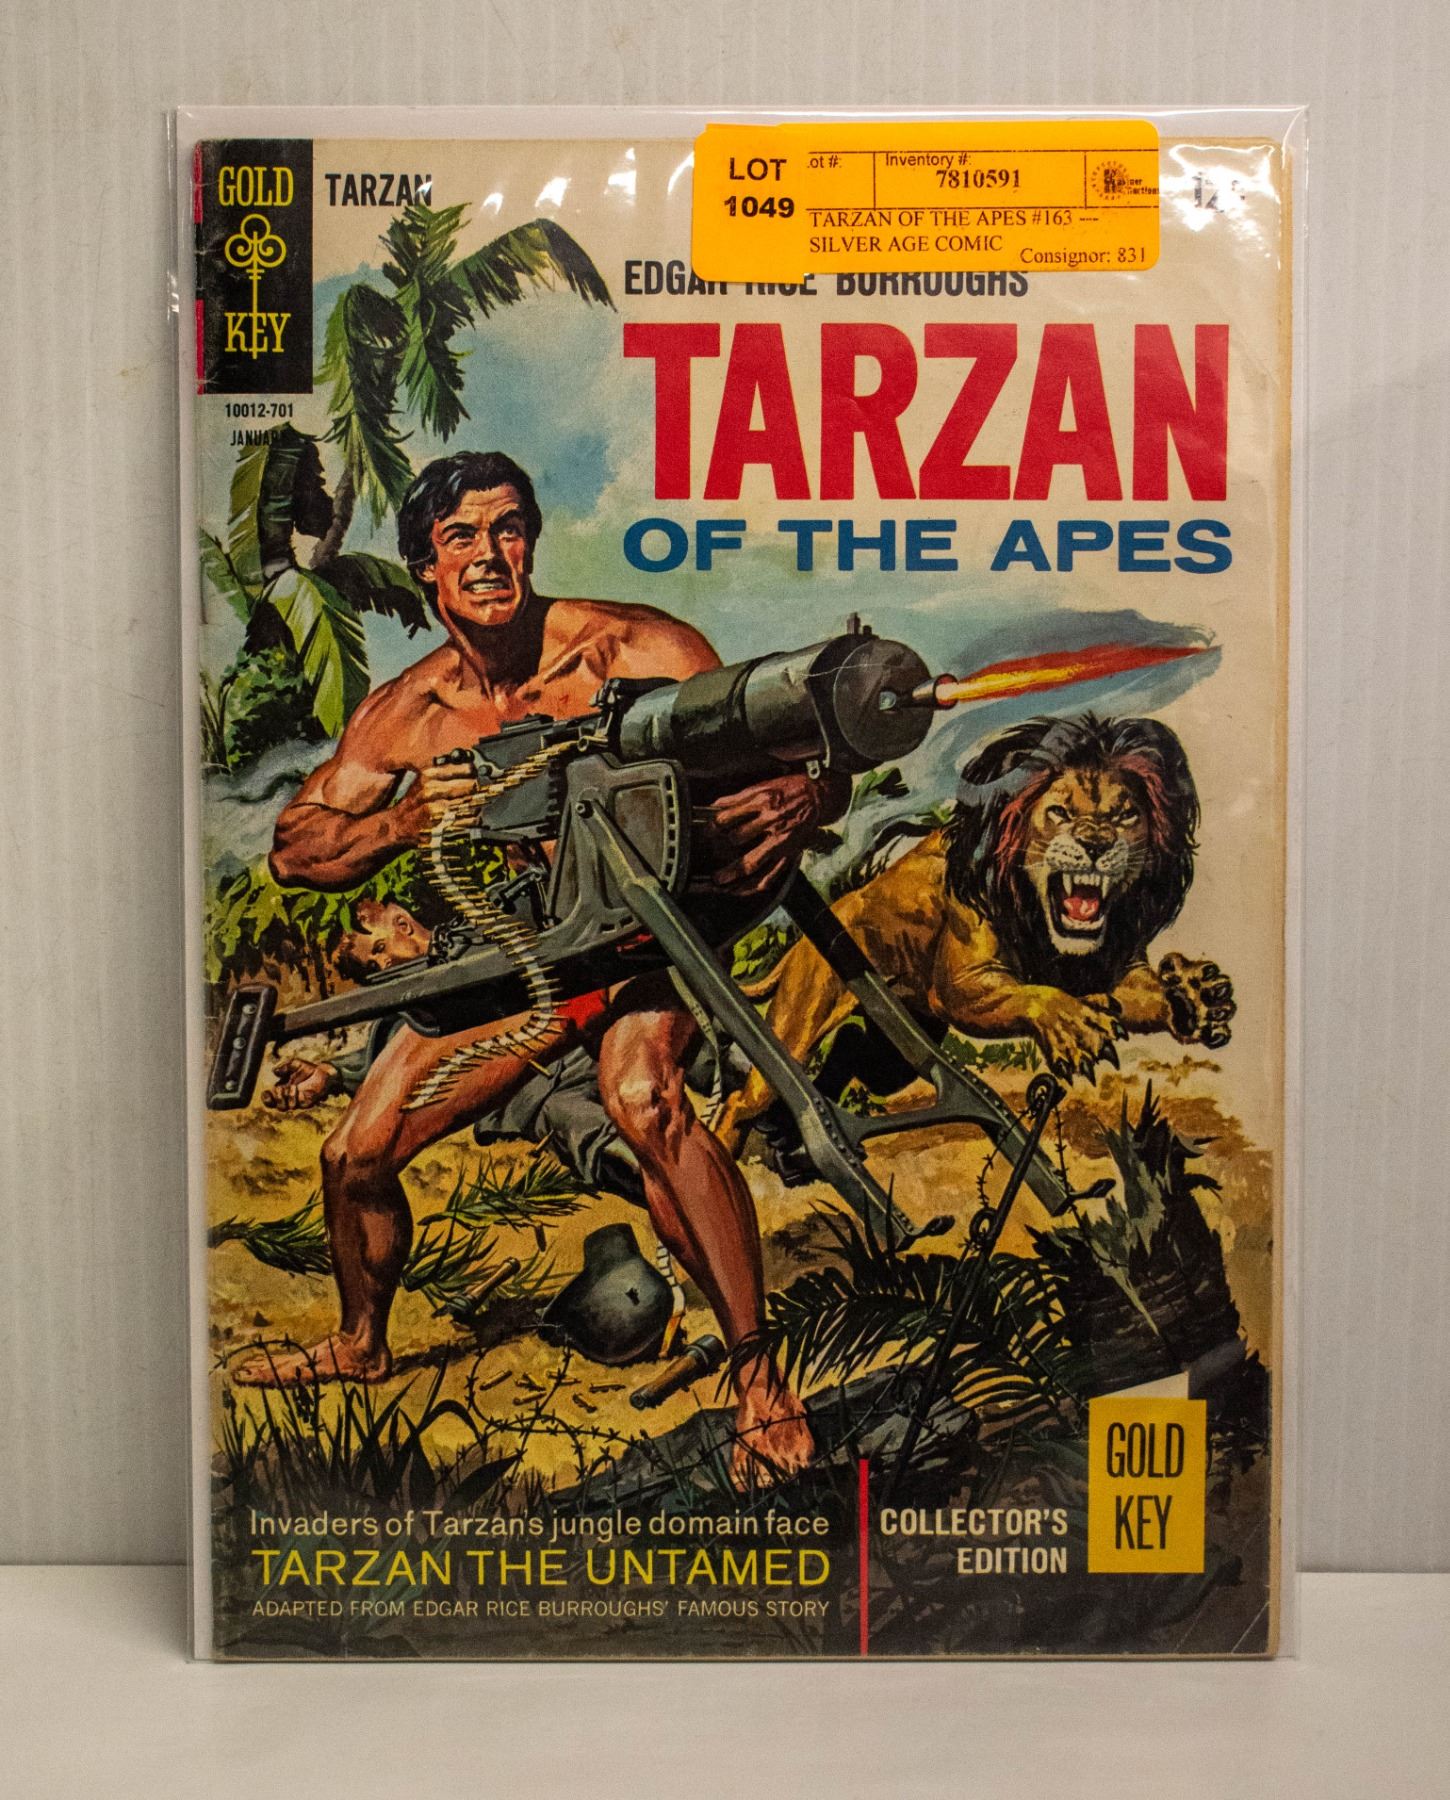 GOLD
KEY
TARZAN
10012-701
JANUARY
LOT
1049
ot #:
Inventory #:
7810591
TARZAN OF THE APES #163 ---
SILVER AGE COMIC
Consignor: 831
EDGAR RICE BURROUGHS
TARZAN
OF THE APES
Invaders of Tarzan's jungle domain face
TARZAN THE UNTAMED
ADAPTED FROM EDGAR RICE BURROUGHS' FAMOUS STORY
COLLECTOR'S
EDITION
GOLD
KEY